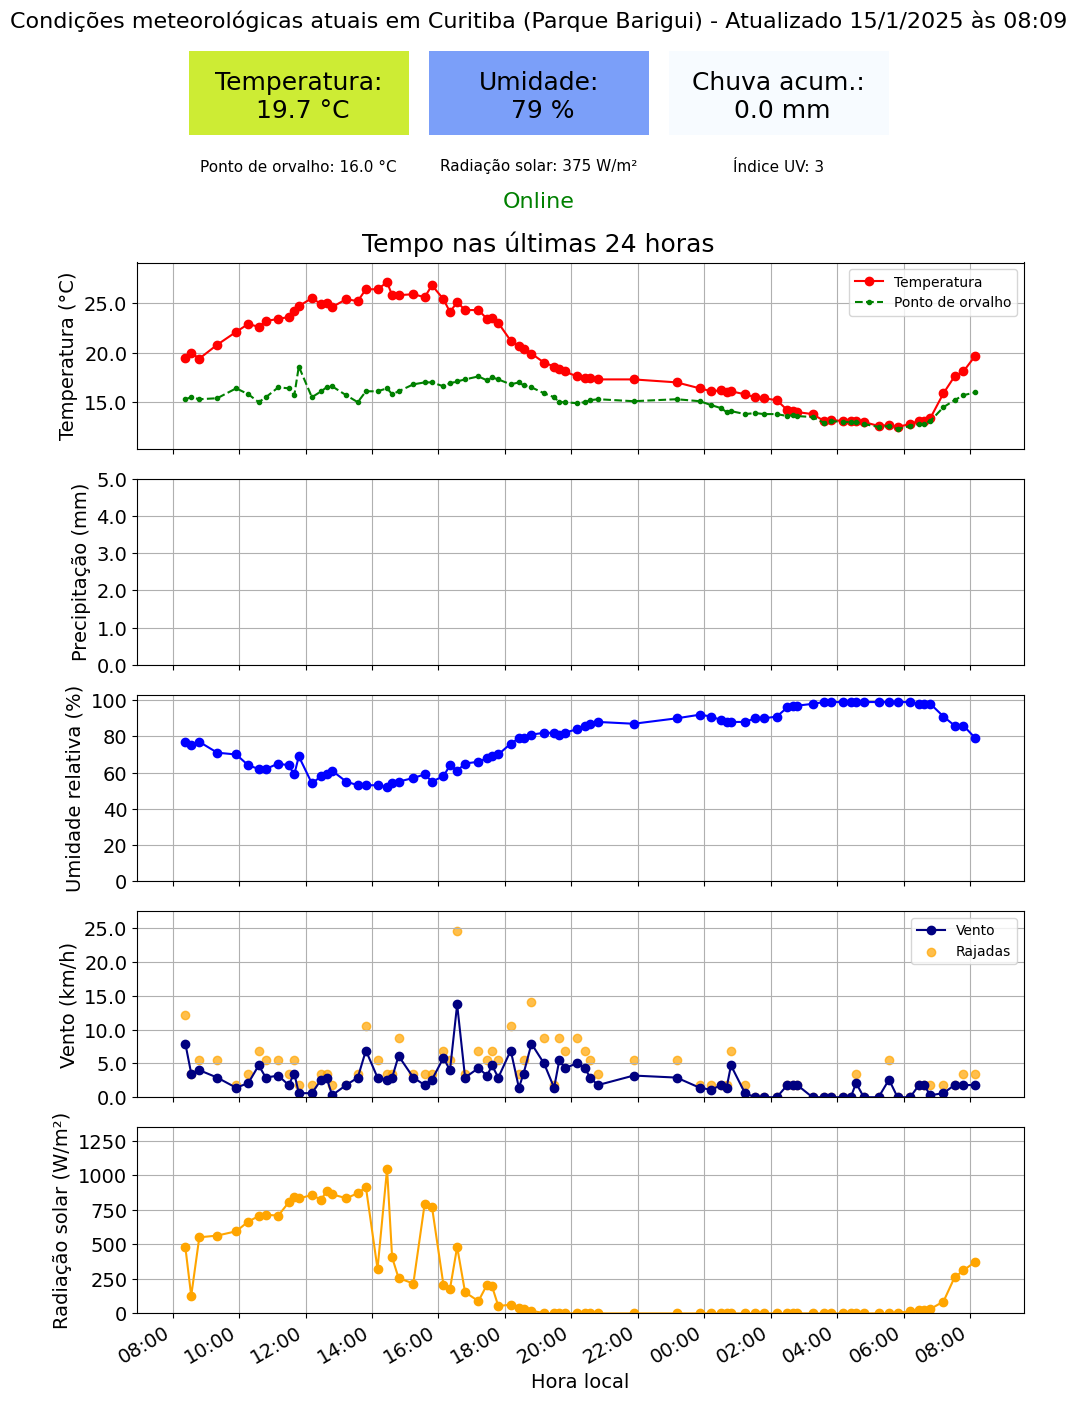 Condições meteorológicas atuais em Curitiba (Parque Barigui) - Atualizado 15/1/2025 às 08:09
Temperatura:
19.7 °C
Umidade:
79 %
Chuva acum.:
0.0 mm
Ponto de orvalho: 16.0 °C
Radiação solar: 375 W/m²
Índice UV: 3
Online
Tempo nas últimas 24 horas
Temperatura (°C)
25.0
20.0
15.0
Temperatura
Ponto de orvalho
Precipitação (mm)
5.0
4.0
3.0
2.0
1.0
0.0
Umidade relativa (%)
100
80
60
40
20
0
Vento (km/h)
25.0
20.0
15.0
10.0
5.0
0.0
Vento
Rajadas
Radiação solar (W/m²)
1250
1000
750
500
250
0
08:00
10:00
12:00
14:00
16:00
18:00
20:00
22:00
00:00
02:00
04:00
06:00
08:00
Hora local